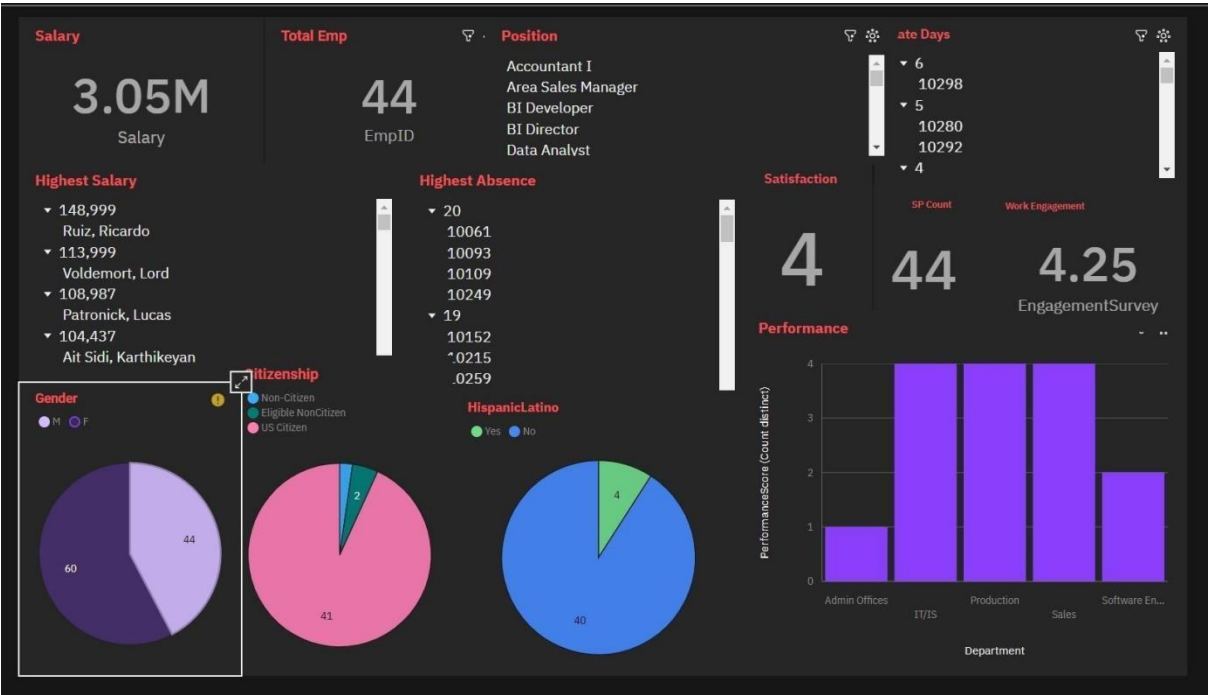 Salary
3.05M
Salary
Total Emp
44
EmpID
Position
Accountant I
Area Sales Manager
BI Developer
BI Director
Data Analyst
ate Days
6
10298
5
10280
10292
4
Highest Salary
148,999
Ruiz, Ricardo
113,999
Voldemort, Lord
108,987
Patronick, Lucas
104,437
Ait Sidi, Karthikeyan
Highest Absence
20
10061
10093
10109
10249
19
10152
0215
0259
Satisfaction
4
SP Count
44
Work Engagement
4.25
EngagementSurvey
Gender
M F
44
60
Citizenship
Non-Citizen
Eligible NonCitizen
US Citizen
2
41
HispanicLatino
Yes No
4
40
Performance
PerformanceScore (Count distinct)
4
3
2
1
0
Admin Offices
IT/IS
Production
Sales
Software En...
Department